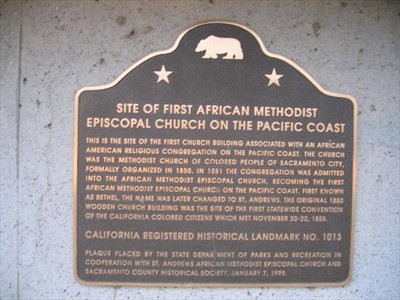 SITE OF FIRST AFRICAN METHODIST
EPISCOPAL CHURCH ON THE PACIFIC COAST
THIS IS THE SITE OF THE FIRST CHURCH BUILDING ASSOCIATED WITH AN AFRICAN
AMERICAN RELIGIOUS CONGREGATION ON THE PACIFIC COAST. THE CHURCH
WAS THE METHODIST CHURCH OF COLORED PEOPLE OF SACRAMENTO CITY,
FORMALLY ORGANIZED IN 1850. IN 1851 THE CONGREGATION WAS ADMITTED
INTO THE AFRICAN METHODIST EPISCOPAL CHURCH, BECOMING THE FIRST
AFRICAN METHODIST EPISCOPAL CHURCH ON THE PACIFIC COAST. FIRST KNOWN
AS BETHEL, THE NAME WAS LATER CHANGED TO ST. ANDREWS. THE ORIGINAL 1850
WOODEN CHURCH BUILDING WAS THE SITE OF THE FIRST STATEWIDE CONVENTION
OF THE CALIFORNIA COLORED CITIZENS WHICH MET NOVEMBER 20-22, 1855.
CALIFORNIA REGISTERED HISTORICAL LANDMARK NO. 1013
PLAQUE PLACED BY THE STATE DEPARTMENT OF PARKS AND RECREATION IN
COOPERATION WITH ST. ANDREWS AFRICAN METHODIST EPISCOPAL CHURCH AND
SACRAMENTO COUNTY HISTORICAL SOCIETY, JANUARY 7, 1995.